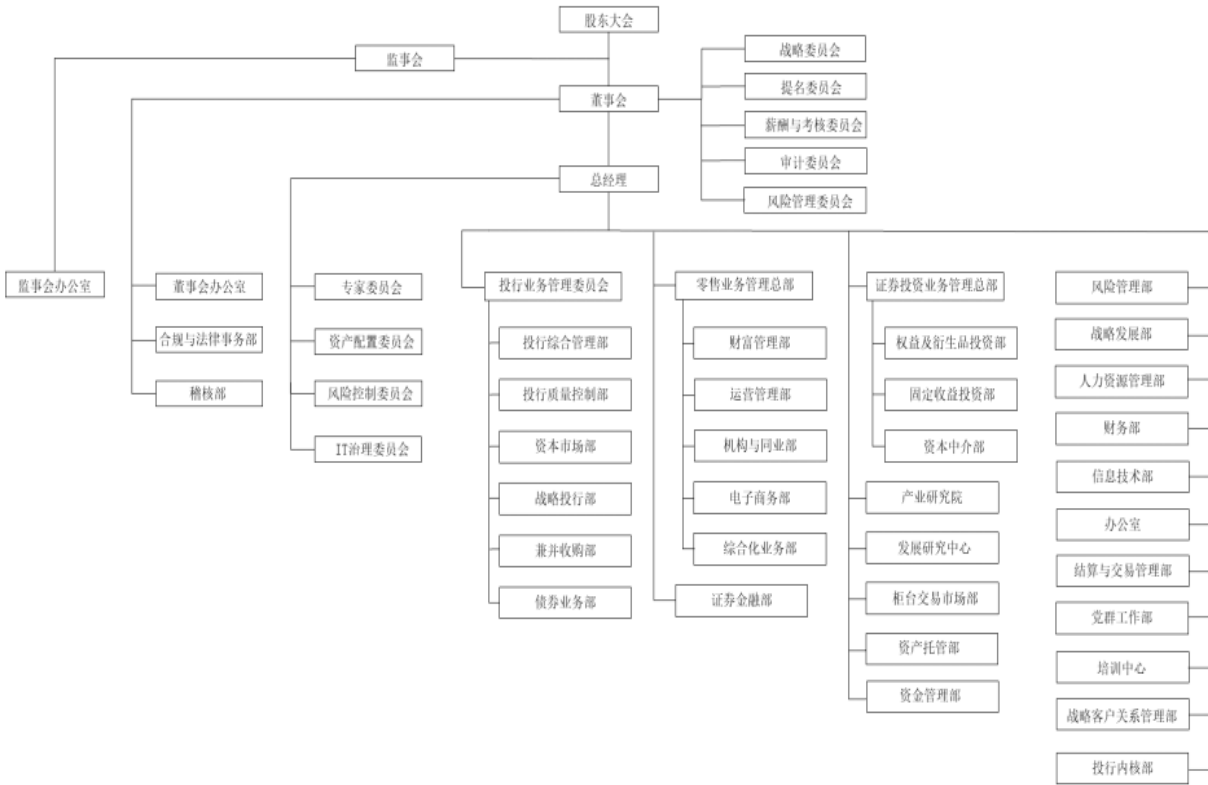 股东大会
监事会
董事会
战略委员会
提名委员会
薪酬与考核委员会
审计委员会
风险管理委员会
总经理
监事会办公室
董事会办公室
合规与法律事务部
稽核部
专家委员会
资产配置委员会
风险控制委员会
IT治理委员会
投行业务管理委员会
投行综合管理部
投行质量控制部
资本市场部
战略投行部
兼并收购部
债券业务部
零售业务管理总部
财富管理部
运营管理部
机构与同业部
电子商务部
综合化业务部
证券金融部
证券投资业务管理总部
权益及衍生品投资部
固定收益投资部
资本中介部
产业研究院
发展研究中心
柜台交易市场部
资产托管部
资金管理部
风险管理部
战略发展部
人力资源管理部
财务部
信息技术部
办公室
结算与交易管理部
党群工作部
培训中心
战略客户关系管理部
投行内核部